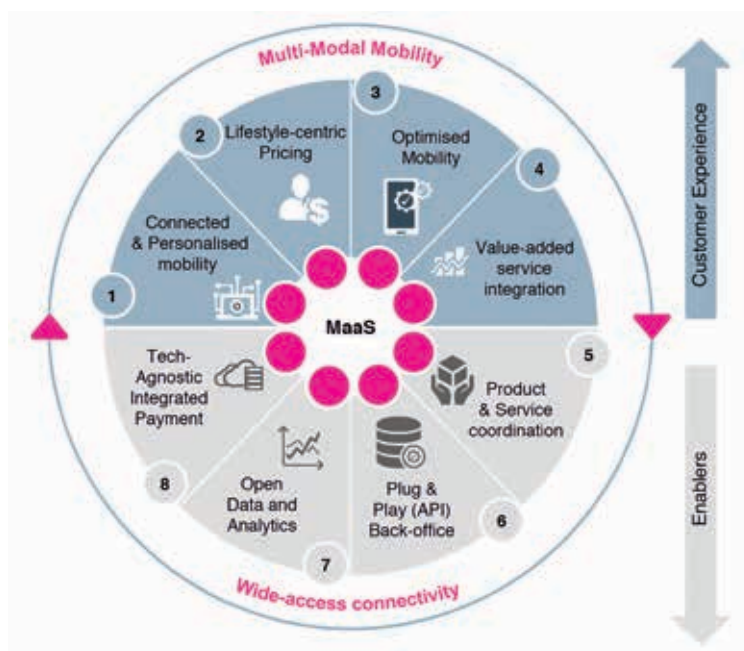 Multi-Modal Mobility
1
Connected
& Personalised
mobility
2
Lifestyle-centric
Pricing
3
Optimised
Mobility
4
Value-added
service
integration
MaaS
5
Product
& Service
coordination
6
Plug &
Play (API)
Back-office
7
Open
Data and
Analytics
8
Tech-
Agnostic
Integrated
Payment
Wide-access connectivity
Customer Experience
Enablers